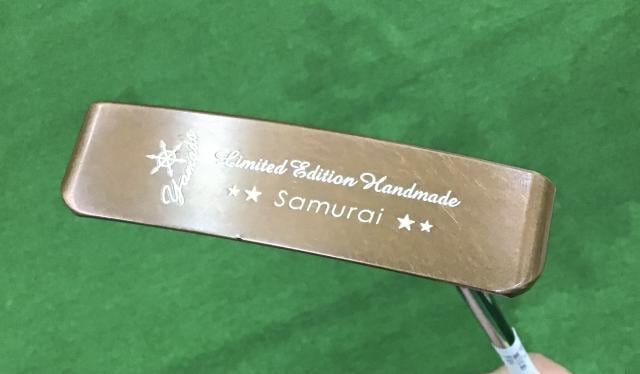 Yamada
Limited Edition Handmade
★★ Samurai ★★